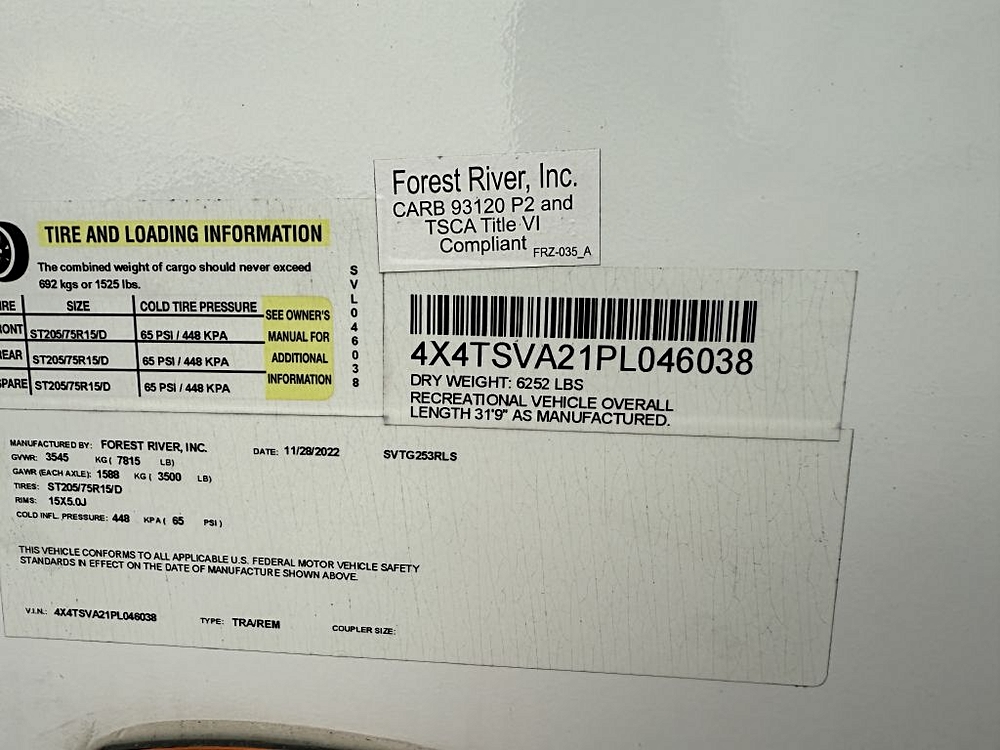 Forest River, Inc.
CARB 93120 P2 and
TSCA Title VI
Compliant FRZ-035_A
TIRE AND LOADING INFORMATION
The combined weight of cargo should never exceed
692 kgs or 1525 lbs.
SIZE COLD TIRE PRESSURE
ST205/75R15/D 65 PSI / 448 KPA
ST205/75R15/D 65 PSI / 448 KPA
ST205/75R15/D 65 PSI / 448 KPA
SEE OWNER'S
MANUAL FOR
ADDITIONAL
INFORMATION
SVL046038
4X4TSVA21PL046038
DRY WEIGHT: 6252 LBS
RECREATIONAL VEHICLE OVERALL
LENGTH 31'9" AS MANUFACTURED.
MANUFACTURED BY: FOREST RIVER, INC. DATE: 11/28/2022 SVTG253RLS
GVWR: 3545 KG( 7815 LB)
GAWR (EACH AXLE): 1588 KG( 3500 LB)
TIRES: ST205/75R15/D
RIMS: 15X5.0J
COLD INFL. PRESSURE: 448 KPA( 65 PSI)
THIS VEHICLE CONFORMS TO ALL APPLICABLE U.S. FEDERAL MOTOR VEHICLE SAFETY
STANDARDS IN EFFECT ON THE DATE OF MANUFACTURE SHOWN ABOVE.
V.I.N.: 4X4TSVA21PL046038 TYPE: TRA/REM COUPLER SIZE: